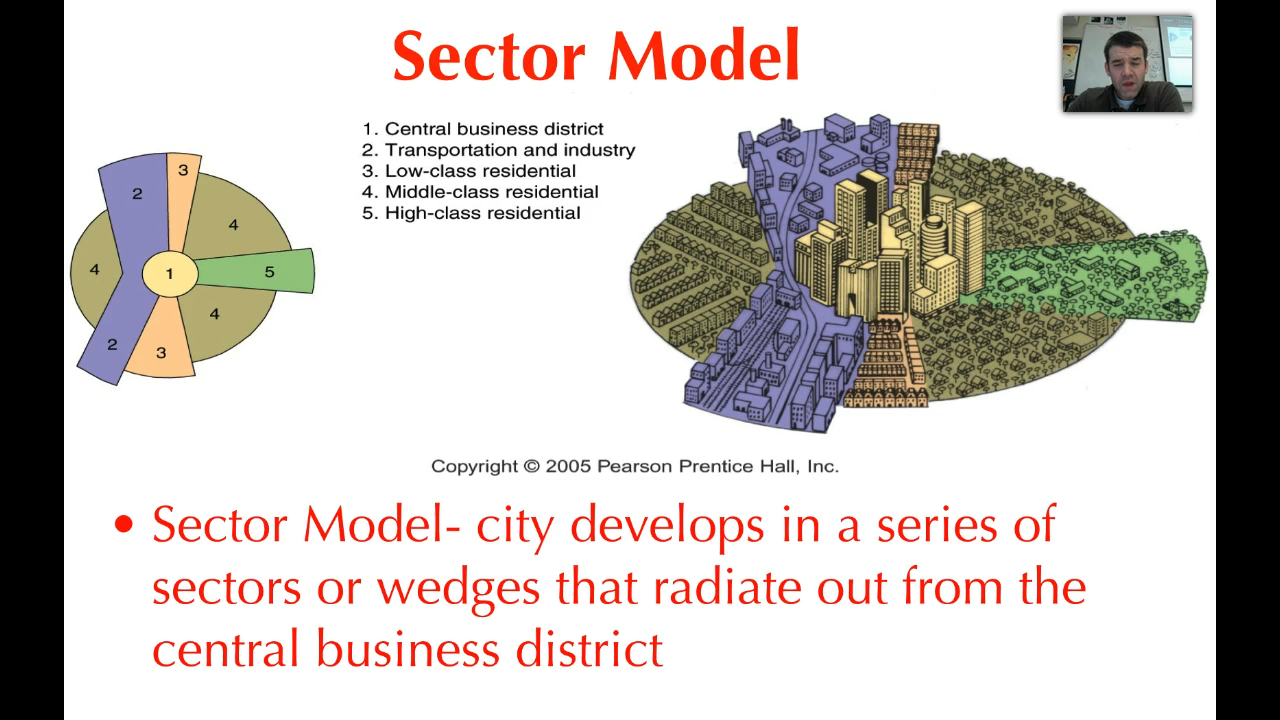 Sector Model
1. Central business district
2. Transportation and industry
3. Low-class residential
4. Middle-class residential
5. High-class residential
2
3
4
4
1
5
4
2
3
Copyright © 2005 Pearson Prentice Hall, Inc.
• Sector Model- city develops in a series of
sectors or wedges that radiate out from the
central business district